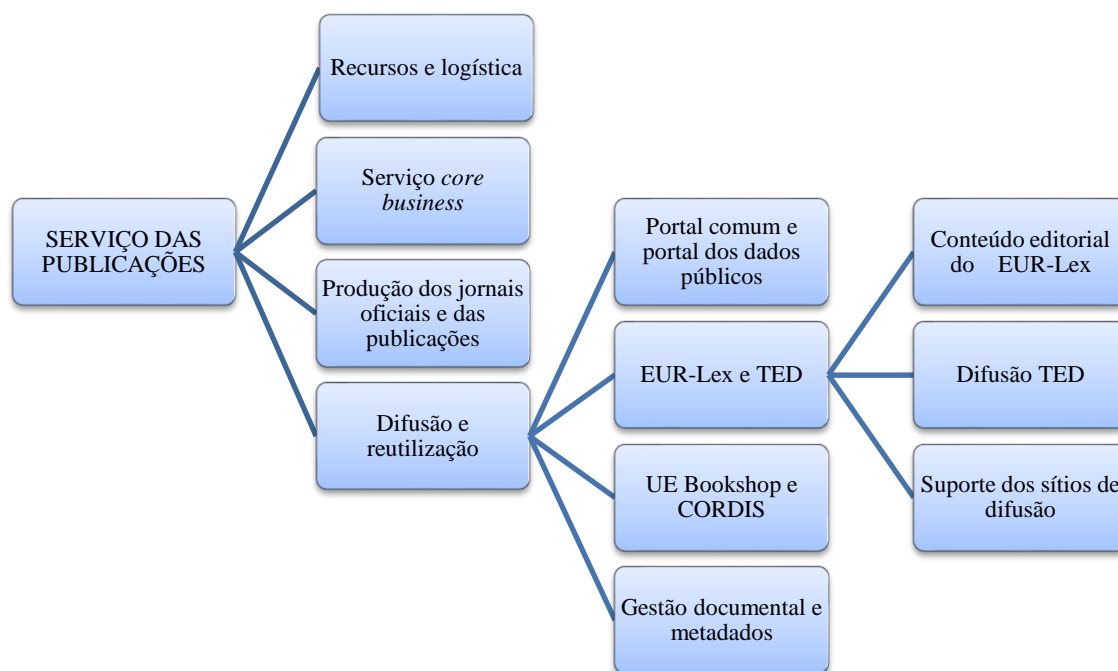 Recursos e logística
Serviço core
business
SERVIÇO DAS
PUBLICAÇÕES
Produção dos jornais
oficiais e das
publicações
Difusão e
reutilização
Portal comum e
portal dos dados
públicos
EUR-Lex e TED
UE Bookshop e
CORDIS
Gestão documental e
metadados
Conteúdo editorial
do EUR-Lex
Difusão TED
Suporte dos sítios de
difusão